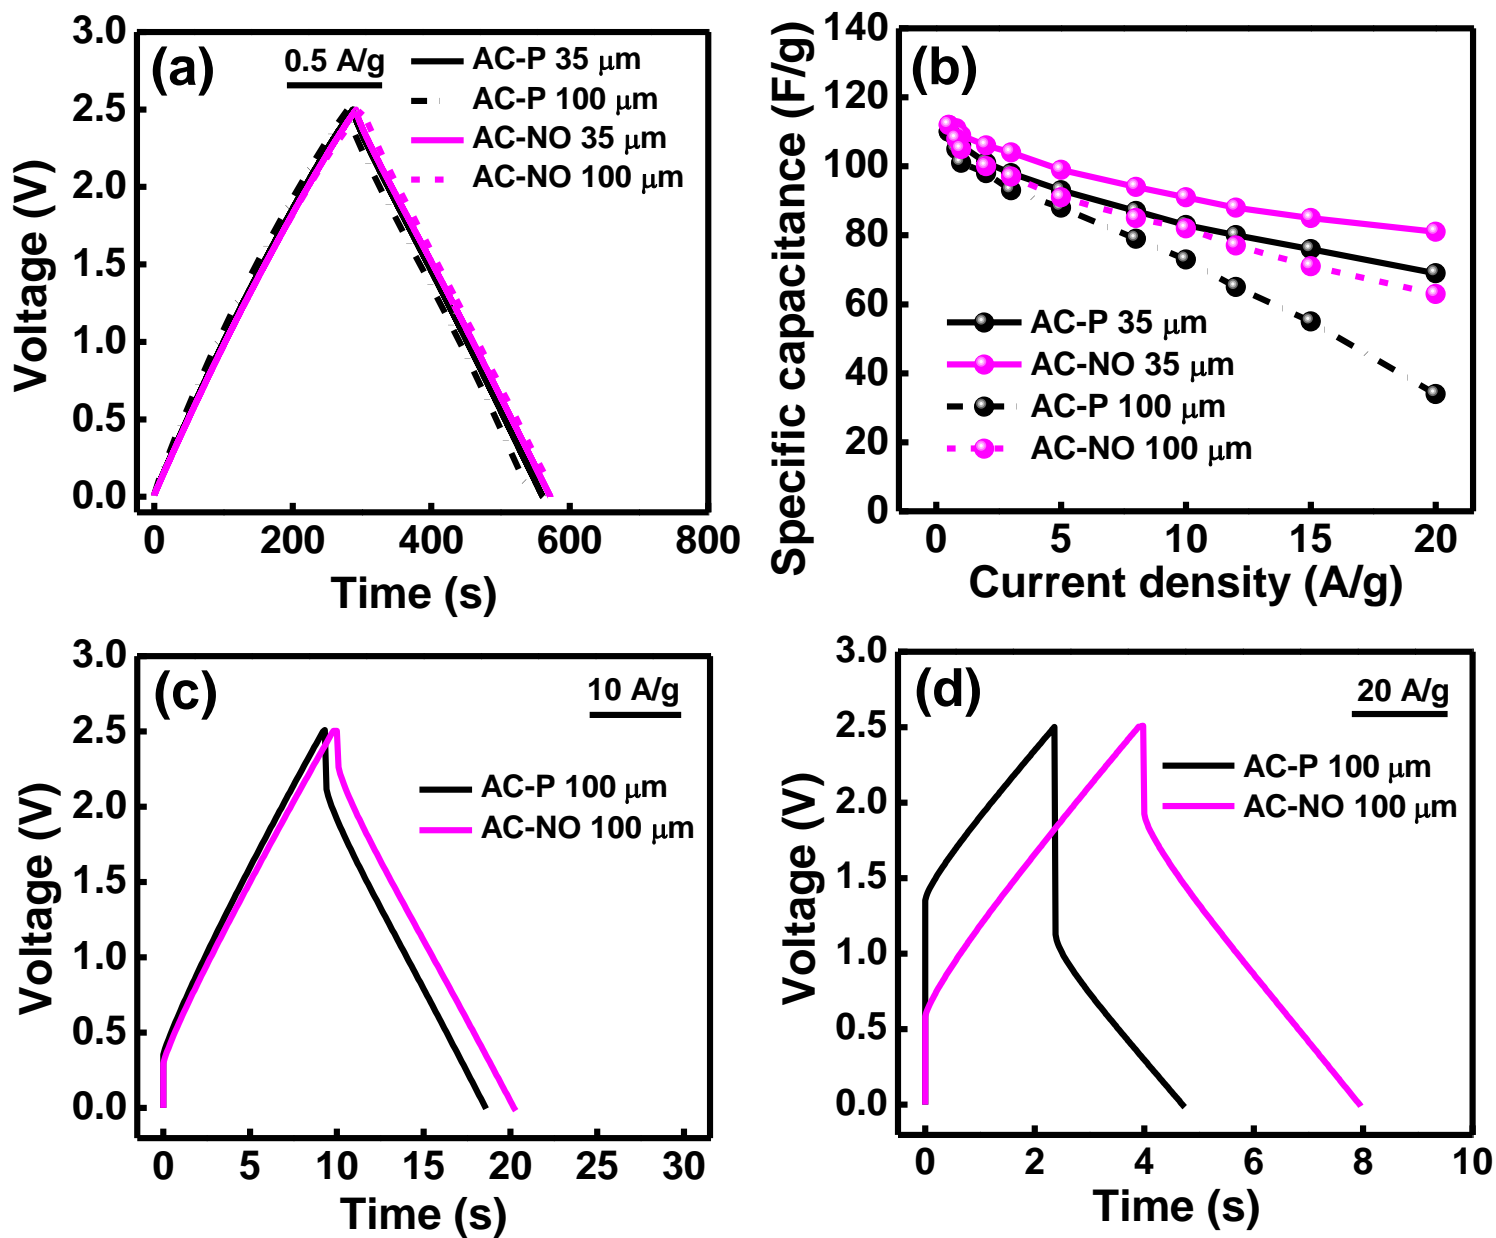 (a)
0.5 A/g
AC-P 35 μm
AC-P 100 μm
AC-NO 35 μm
AC-NO 100 μm
3.0
2.5
2.0
1.5
1.0
0.5
0.0
0
200
400
600
800
Voltage (V)
Time (s)
(b)
140
120
100
80
60
40
20
0
AC-P 35 μm
AC-NO 35 μm
AC-P 100 μm
AC-NO 100 μm
0
5
10
15
20
Specific capacitance (F/g)
Current density (A/g)
(c)
10 A/g
AC-P 100 μm
AC-NO 100 μm
3.0
2.5
2.0
1.5
1.0
0.5
0.0
0
5
10
15
20
25
30
Voltage (V)
Time (s)
(d)
20 A/g
AC-P 100 μm
AC-NO 100 μm
3.0
2.5
2.0
1.5
1.0
0.5
0.0
0
2
4
6
8
10
Voltage (V)
Time (s)